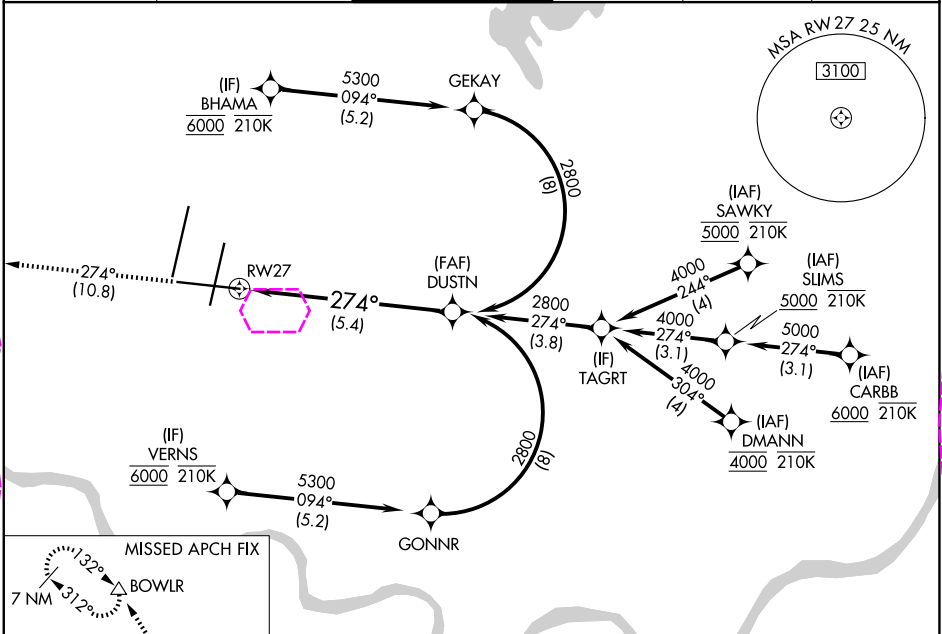 MSA RW 27 25 NM
3100
(IF)
BHAMA
6000 210K
5300
094°
(5.2)
GEKAY
2800
(8)
(IAF)
SAWKY
5000 210K
4000
244°
(4)
(IAF)
SLIMS
5000 210K
274°
(10.8)
RW27
274°
(5.4)
(FAF)
DUSTN
2800
274°
(3.8)
(IF)
TAGRT
4000
274°
(3.1)
5000
274°
(3.1)
(IAF)
CARBB
6000 210K
4000
304°
(4)
(IAF)
DMANN
4000 210K
(IF)
VERNS
6000 210K
5300
094°
(5.2)
GONNR
2800
(8)
MISSED APCH FIX
132°
BOWLR
7 NM
312°